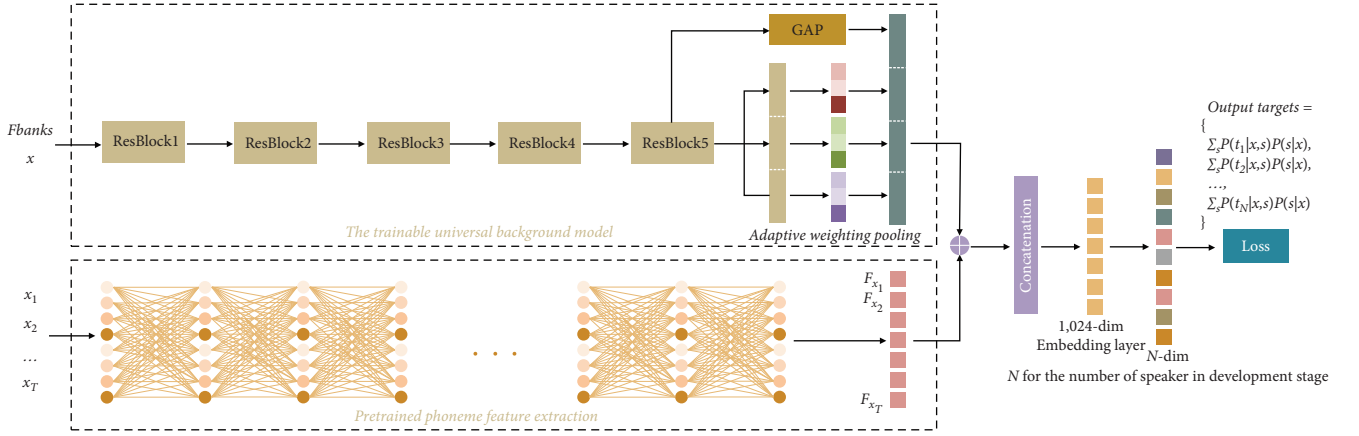 GAP
Fbanks
x
ResBlock1
ResBlock2
ResBlock3
ResBlock4
ResBlock5
The trainable universal background model
Adaptive weighting pooling
x1
x2
...
xT
. . .
Pretrained phoneme feature extraction
Fx1
Fx2
FxT
Concatenation
1,024-dim
Embedding layer
N-dim
N for the number of speaker in development stage
Output targets =
{
∑sP(t1|x,s)P(s|x),
∑sP(t2|x,s)P(s|x),
...,
∑sP(tN|x,s)P(s|x)
}
Loss